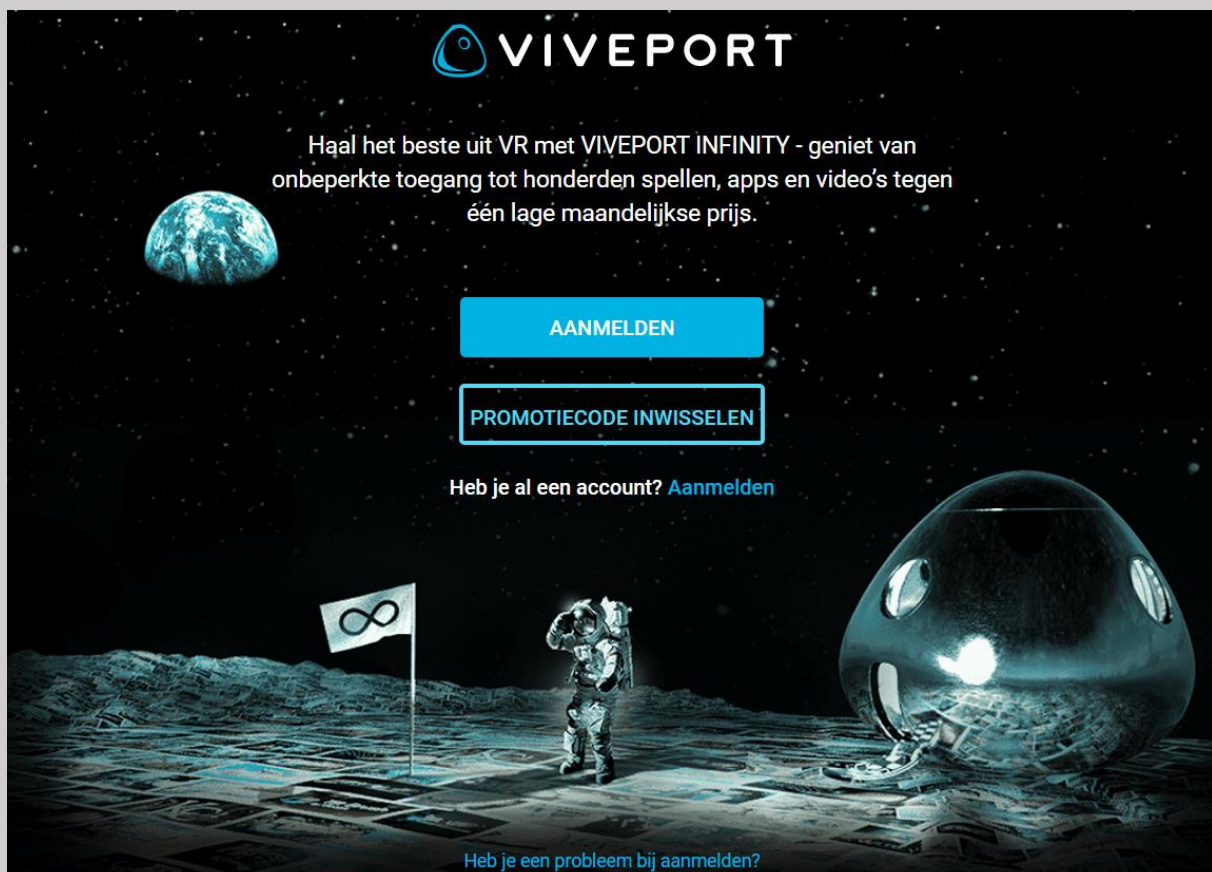 VIVEPORT
Haal het beste uit VR met VIVEPORT INFINITY - geniet van
onbeperkte toegang tot honderden spellen, apps en video's tegen
één lage maandelijkse prijs.
AANMELDEN
PROMOTIECODE INWISSELEN
Heb je al een account? Aanmelden
Heb je een probleem bij aanmelden?